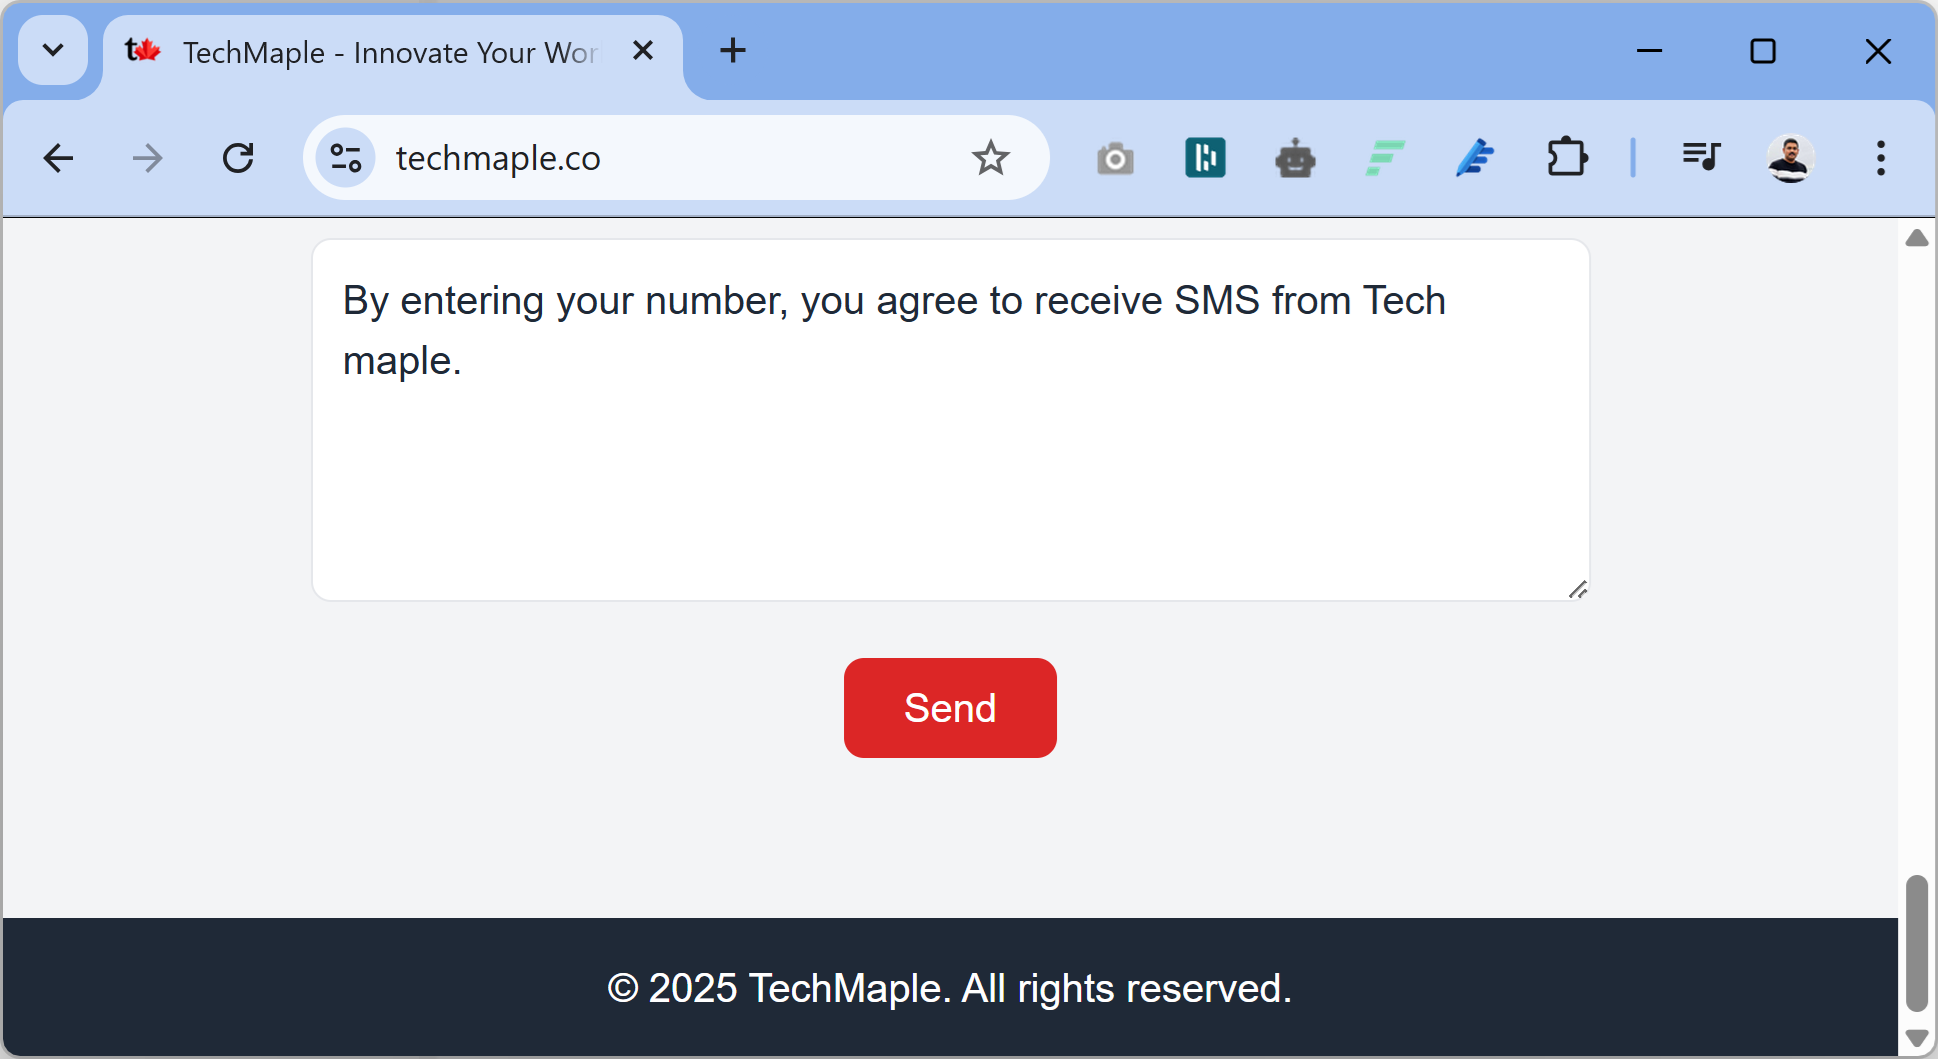 TechMaple - Innovate Your Wor
techmaple.co
By entering your number, you agree to receive SMS from Tech
maple.
Send
© 2025 TechMaple. All rights reserved.